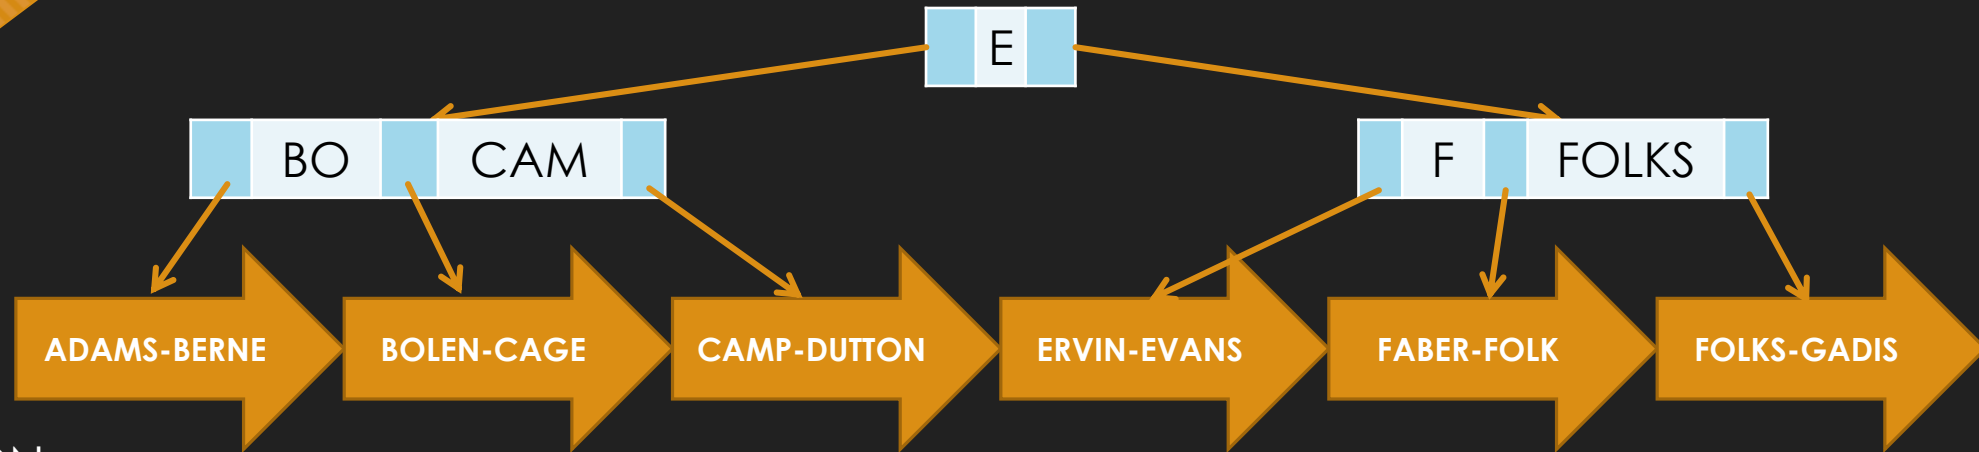 E
BO CAM F FOLKS
ADAMS-BERNE BOLEN-CAGE CAMP-DUTTON ERVIN-EVANS FABER-FOLK FOLKS-GADIS